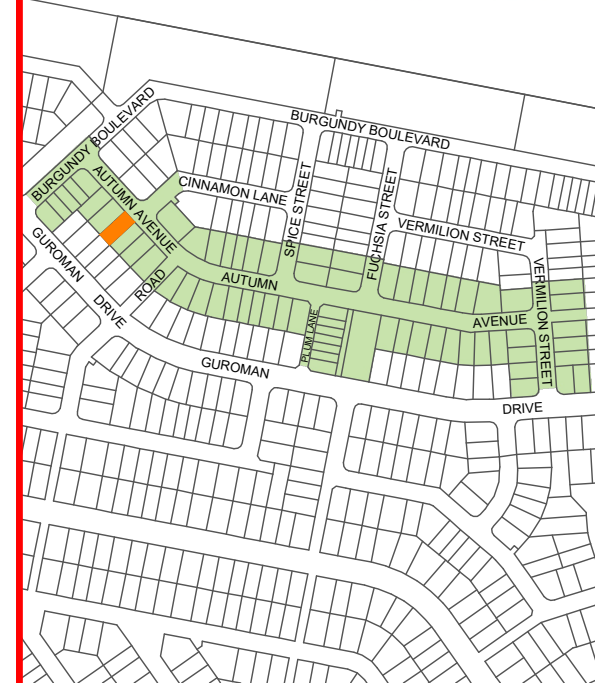 BURGUNDY BOULEVARD
BURGUNDY BOULEVARD
AUTUMN AVENUE
CINNAMON LANE
SPICE STREET
FUCHSIA STREET
VERMILION STREET
GUROMAN
DRIVE
ROAD
AUTUMN
AVENUE
VERMILION STREET
PLUM LANE
GUROMAN
DRIVE